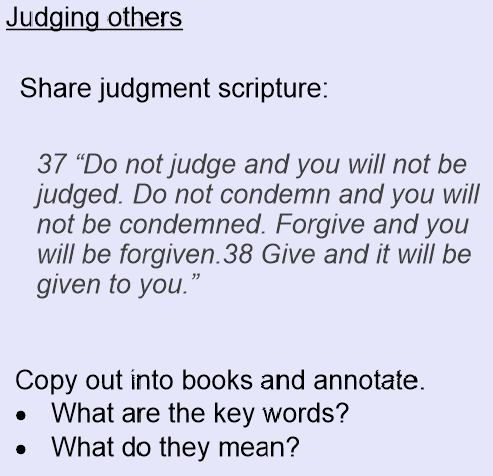 Judging others
Share judgment scripture:
37 “Do not judge and you will not be
judged. Do not condemn and you will
not be condemned. Forgive and you
will be forgiven.38 Give and it will be
given to you.”
Copy out into books and annotate.
• What are the key words?
• What do they mean?